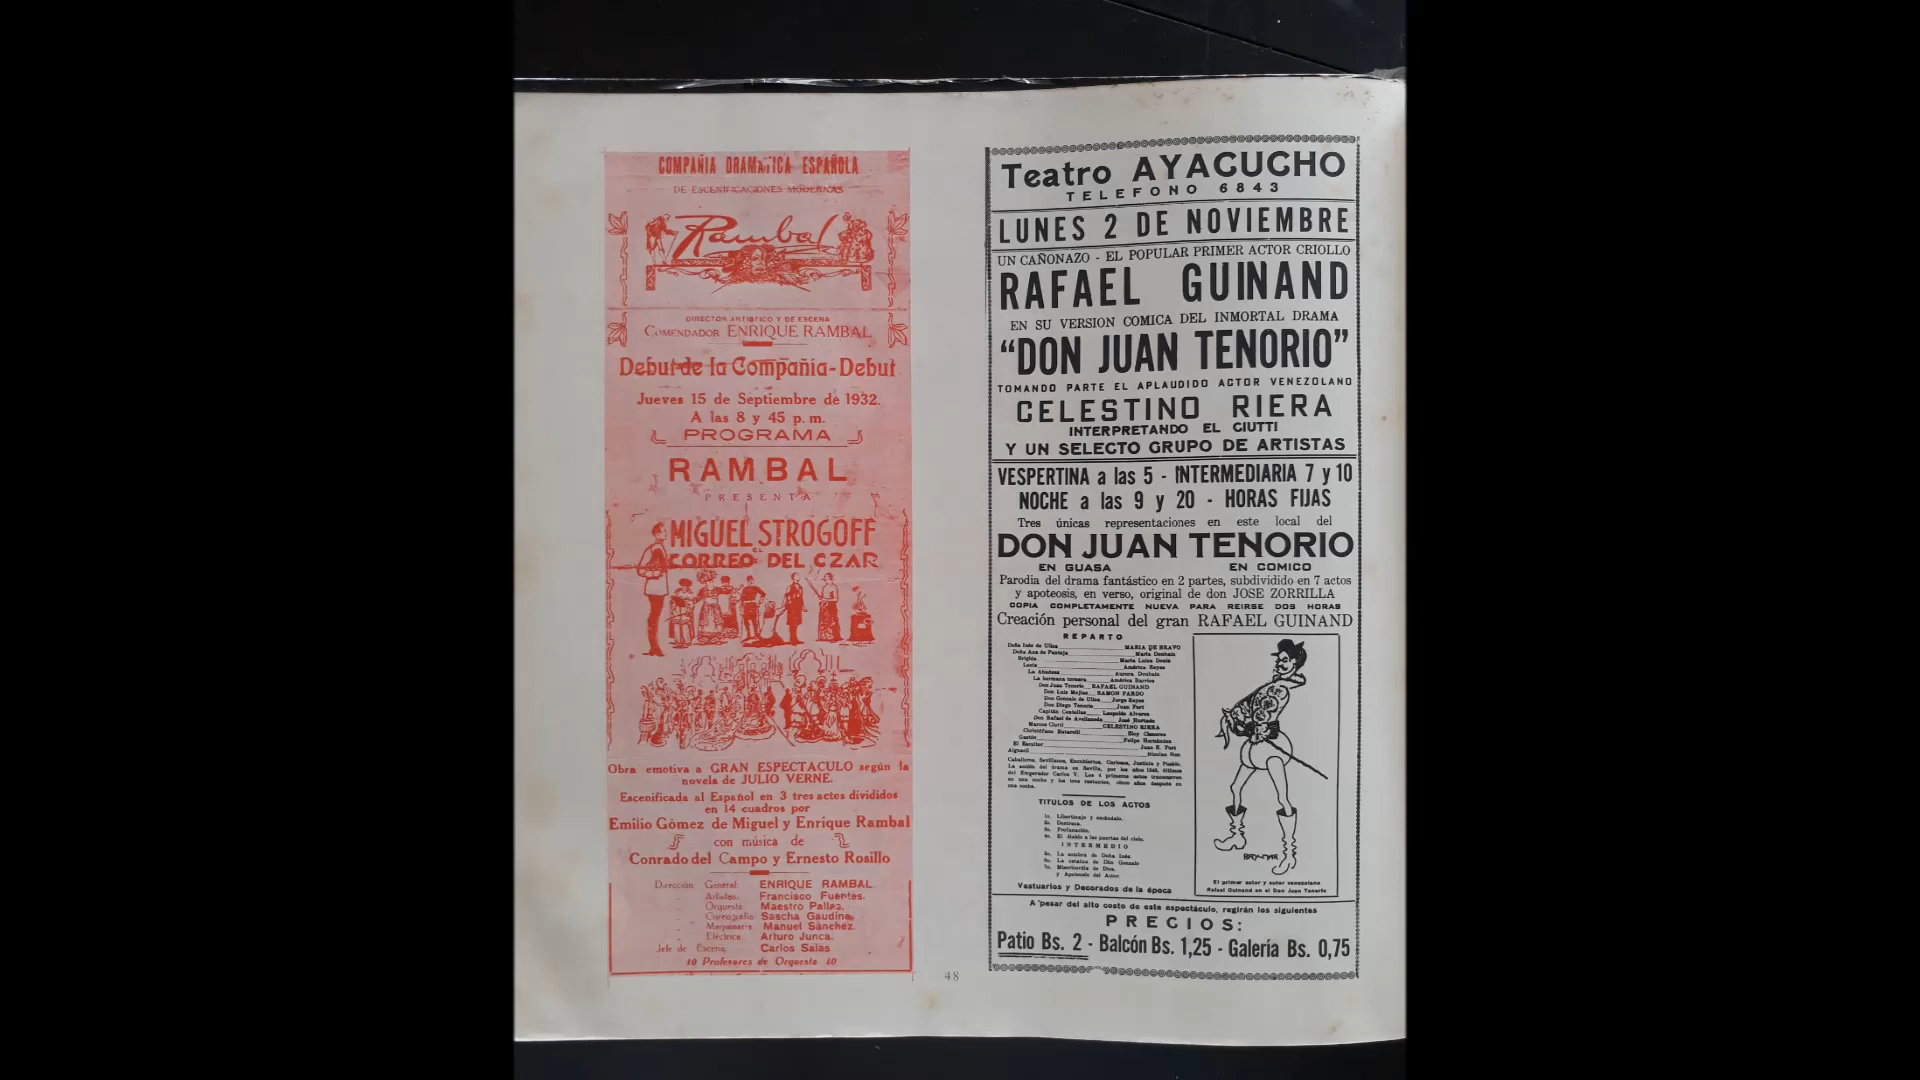 COMPAÑIA DRAMATICA ESPAÑOLA
DE ESCENIFICACIONES MODERNAS
Rambal
DIRECTOR ARTISTICO Y DE ESCENA
COMENDADOR ENRIQUE RAMBAL
Debut de la Compañia-Debut
Jueves 15 de Septiembre de 1932.
A las 8 y 45 p. m.
PROGRAMA
RAMBAL
PRESENTA
MIGUEL STROGOFF
EL
CORREO DEL CZAR
Obra emotiva a GRAN ESPECTACULO según la
novela de JULIO VERNE.
Escenificada al Español en 3 tres actos divididos
en 14 cuadros por
Emilio Gómez de Miguel y Enrique Rambal
con música de
Conrado del Campo y Ernesto Rosillo
Dirección General: ENRIQUE RAMBAL.
Artistas: Francisco Fuentes.
Orquesta: Maestro Pallás.
Coreografía: Sascha Gaudine.
Maquinaria Manuel Sánchez.
Eléctrica: Arturo Junca.
Jefe de Escena: Carlos Salas
10 Profesores de Orquesta 10
48
Teatro AYACUCHO
TELEFONO 6843
LUNES 2 DE NOVIEMBRE
UN CAÑONAZO - EL POPULAR PRIMER ACTOR CRIOLLO
RAFAEL GUINAND
EN SU VERSION COMICA DEL INMORTAL DRAMA
"DON JUAN TENORIO"
TOMANDO PARTE EL APLAUDIDO ACTOR VENEZOLANO
CELESTINO RIERA
INTERPRETANDO EL CIUTTI
Y UN SELECTO GRUPO DE ARTISTAS
VESPERTINA a las 5 - INTERMEDIARIA 7 y 10
NOCHE a las 9 y 20 - HORAS FIJAS
Tres únicas representaciones en este local del
DON JUAN TENORIO
EN GUASA EN COMICO
Parodia del drama fantástico en 2 partes, subdividido en 7 actos
y apoteosis, en verso, original de don JOSE ZORRILLA
COPIA COMPLETAMENTE NUEVA PARA REIRSE DOS HORAS
Creación personal del gran RAFAEL GUINAND
REPARTO
Doña Inés de Ulloa MARIA DE BRAVO
Doña Ana de Pantoja María Doubain
Brígida María Luisa Denis
Lucía América Reyes
La Abadesa Aurora Doubain
La hermana tornera América Barrios
Don Juan Tenorio RAFAEL GUINAND
Don Luis Mejías RAMON PARDO
Don Gonzalo de Ulloa Jorge Reyes
Don Diego Tenorio Juan Port
Capitán Centellas Leopoldo Alvarez
Don Rafael de Avellaneda José Hurtado
Marcos Ciutti CELESTINO RIERA
Christófano Butarelli Eloy Cisneros
Gastón Felipe Hernández
El Escultor Juan E. Port
Alguacil Nicolás
Caballeros, Sevillanos, Encubiertos, Curiosos, Justicia y Pueblo.
La acción del drama en Sevilla, por los años 1545, últimos
del Emperador Carlos V. Los 4 primeros actos transcurren
en una noche y los tres restantes, cinco años después en
una noche.
TITULOS DE LOS ACTOS
1o. Libertinaje y escándalo.
2o. Destreza.
3o. Profanación.
4o. El diablo a las puertas del cielo.
INTERMEDIO
5o. La sombra de Doña Inés
6o. La estatua de Don Gonzalo
7o. Misericordia de Dios.
y Apoteosis del Amor.
Vestuarios y Decorados de la época
El primer actor y autor venezolano
Rafael Guinand en el Don Juan Tenorio
A pesar del alto costo de este espectáculo, regirán los siguientes
PRECIOS:
Patio Bs. 2 - Balcón Bs. 1,25 - Galería Bs. 0,75